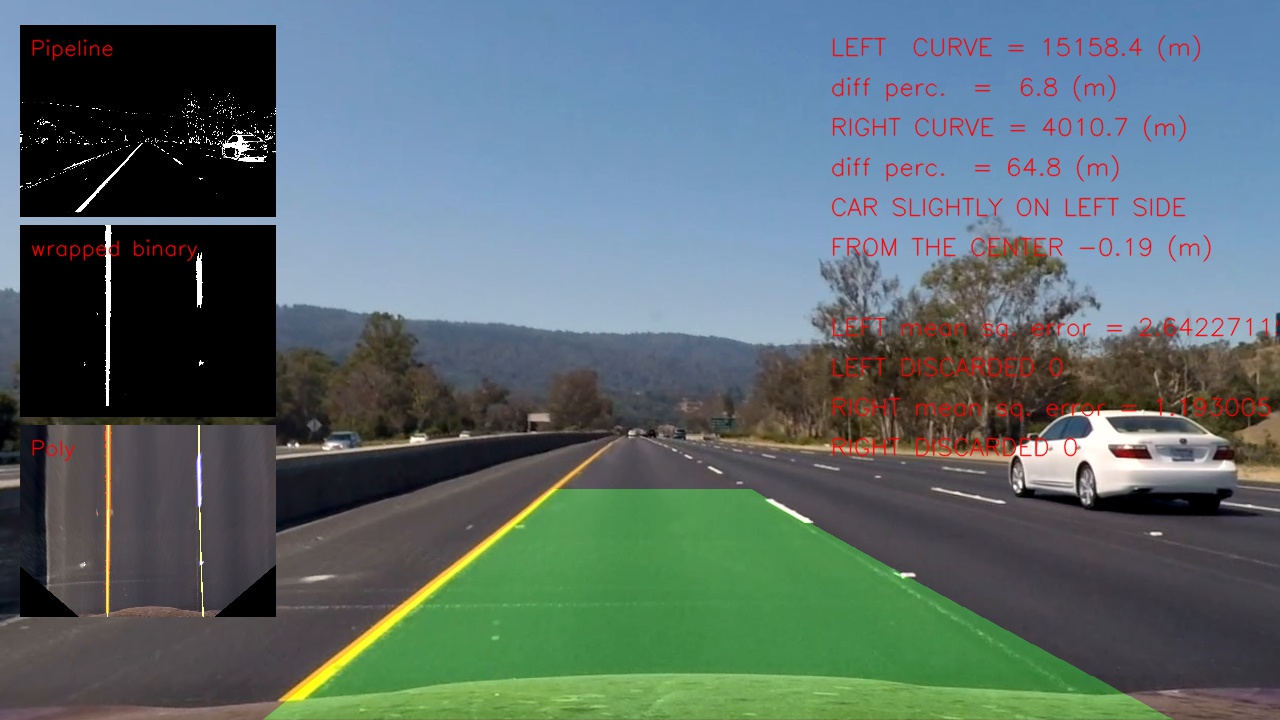 Pipeline
wrapped binary
Poly
LEFT CURVE = 15158.4 (m)
diff perc. = 6.8 (m)
RIGHT CURVE = 4010.7 (m)
diff perc. = 64.8 (m)
CAR SLIGHTLY ON LEFT SIDE
FROM THE CENTER -0.19 (m)
LEFT mean sq. error = 2.6422711
LEFT DISCARDED 0
RIGHT mean sq. error = 1.193005
RIGHT DISCARDED 0